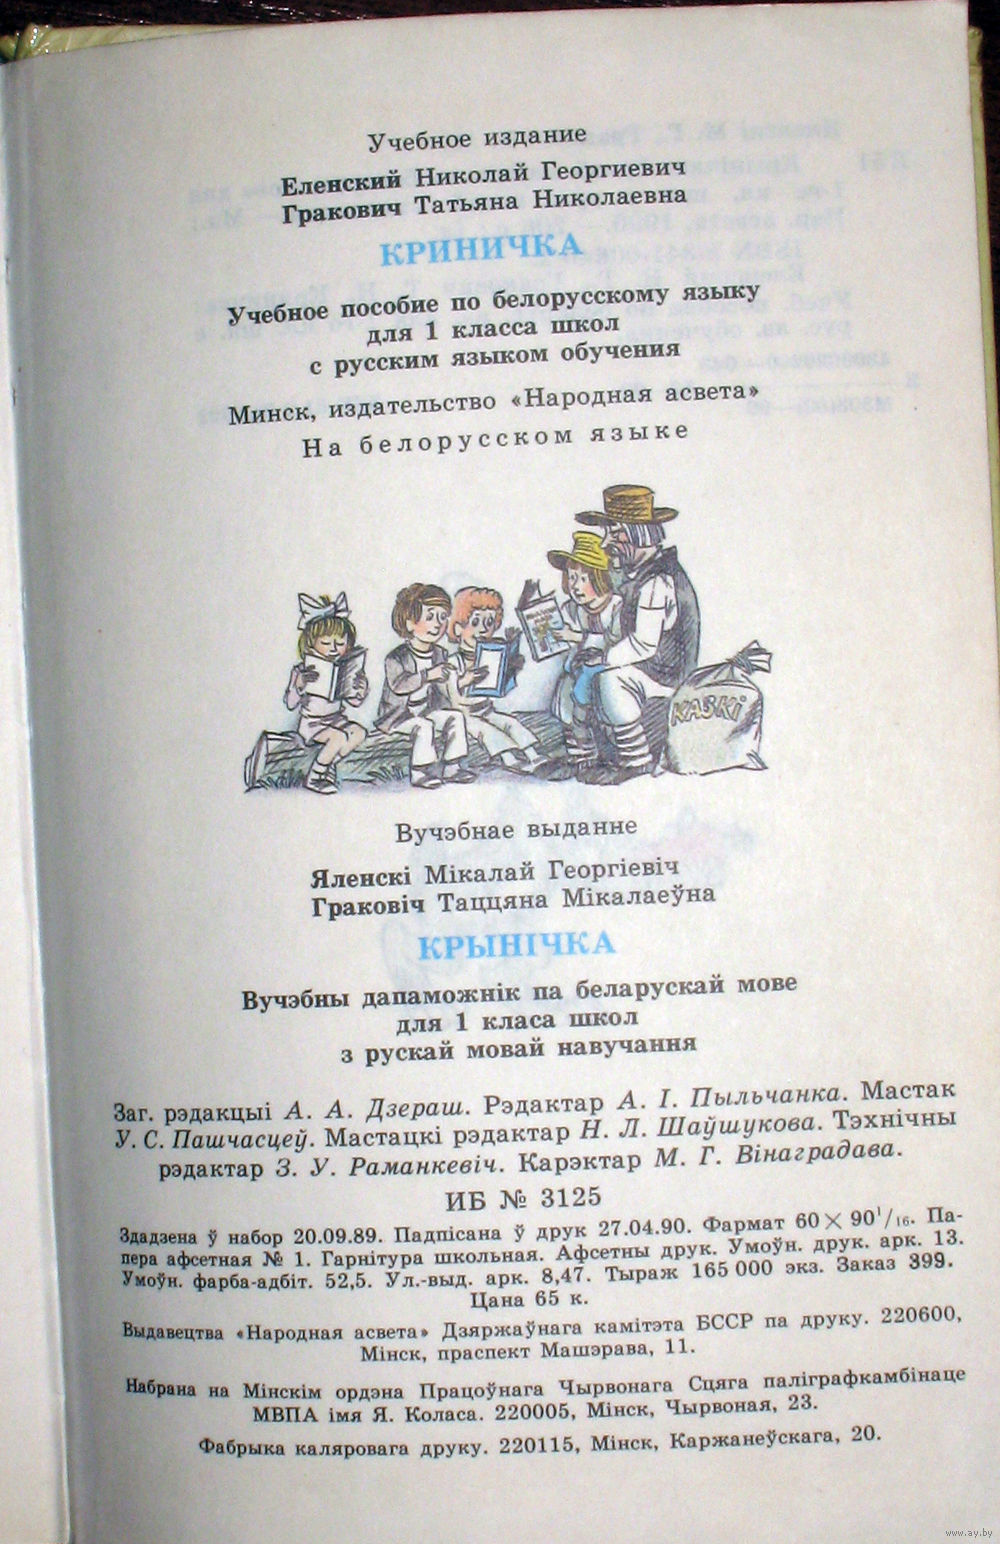 Учебное издание
Еленский Николай Георгиевич
Гракович Татьяна Николаевна
КРИНИЧКА
Учебное пособие по белорусскому языку
для 1 класса школ
с русским языком обучения
Минск, издательство «Народная асвета»
На белорусском языке
КАЗКІ
Вучэбнае выданне
Яленскі Мікалай Георгіевіч
Граковіч Таццяна Мікалаеўна
КРЫНІЧКА
Вучэбны дапаможнік па беларускай мове
для 1 класа школ
з рускай мовай навучання
Заг. рэдакцыі А. А. Дзераш. Рэдактар А. І. Пыльчанка. Мастак
У. С. Пашчасцеў. Мастацкі рэдактар Н. Л. Шаўшукова. Тэхнічны
рэдактар З. У. Раманкевіч. Карэктар М. Г. Вінаградава.
ИБ № 3125
Здадзена ў набор 20.09.89. Падпісана ў друк 27.04.90. Фармат 60×90¹/₁₆. Па-
пера афсетная № 1. Гарнітура школьная. Афсетны друк. Умоўн. друк. арк. 13.
Умоўн. фарба-адбіт. 52,5. Ул.-выд. арк. 8,47. Тыраж 165 000 экз. Заказ 399.
Цана 65 к.
Выдавецтва «Народная асвета» Дзяржаўнага камітэта БССР па друку. 220600,
Мінск, праспект Машэрава, 11.
Набрана на Мінскім ордэна Працоўнага Чырвонага Сцяга паліграфкамбінаце
МВПА імя Я. Коласа. 220005, Мінск, Чырвоная, 23.
Фабрыка каляровага друку. 220115, Мінск, Каржанеўскага, 20.
www.ay.by